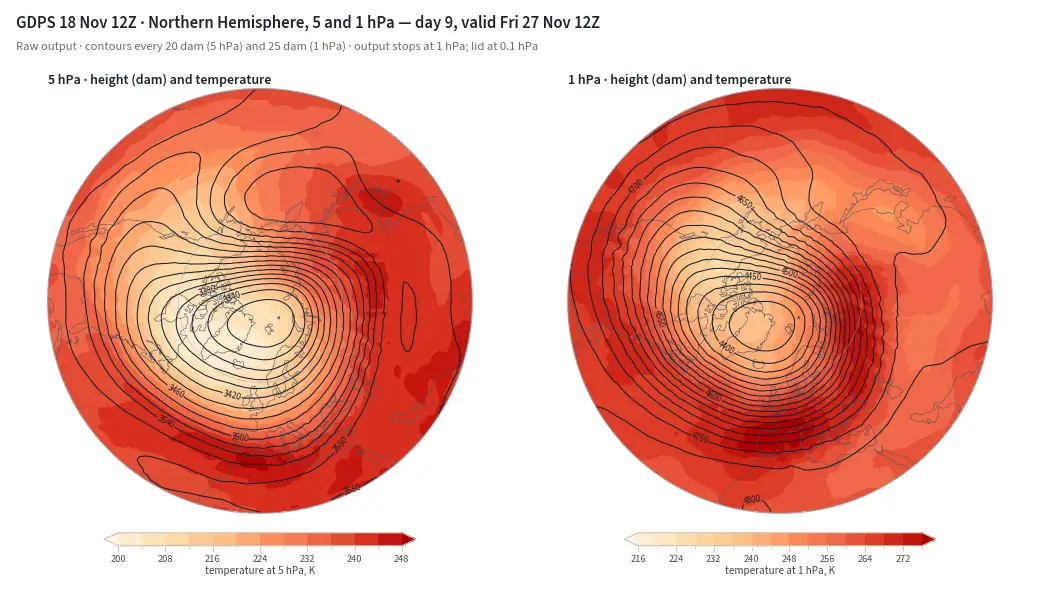 GDPS 18 Nov 12Z · Northern Hemisphere, 5 and 1 hPa — day 9, valid Fri 27 Nov 12Z
Raw output · contours every 20 dam (5 hPa) and 25 dam (1 hPa) · output stops at 1 hPa; lid at 0.1 hPa
5 hPa · height (dam) and temperature
1 hPa · height (dam) and temperature
3460
3420
3540
3500
3580
3580
4700
4650
4500
4450
4400
4600
4750
4800
200 208 216 224 232 240 248
temperature at 5 hPa, K
216 224 232 240 248 256 264 272
temperature at 1 hPa, K